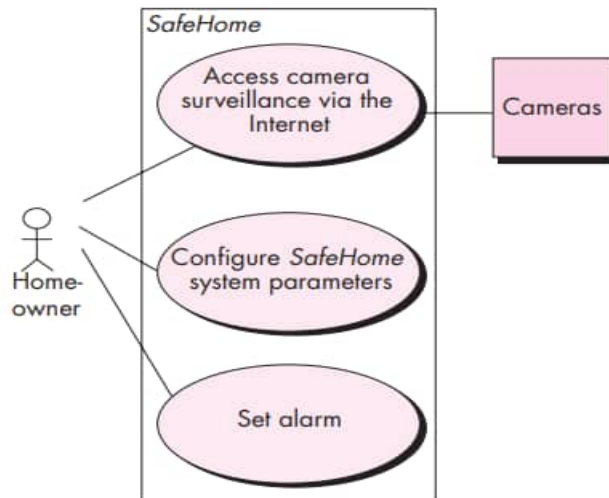 SafeHome
Access camera
surveillance via the
Internet
Cameras
Configure SafeHome
system parameters
Home-
owner
Set alarm